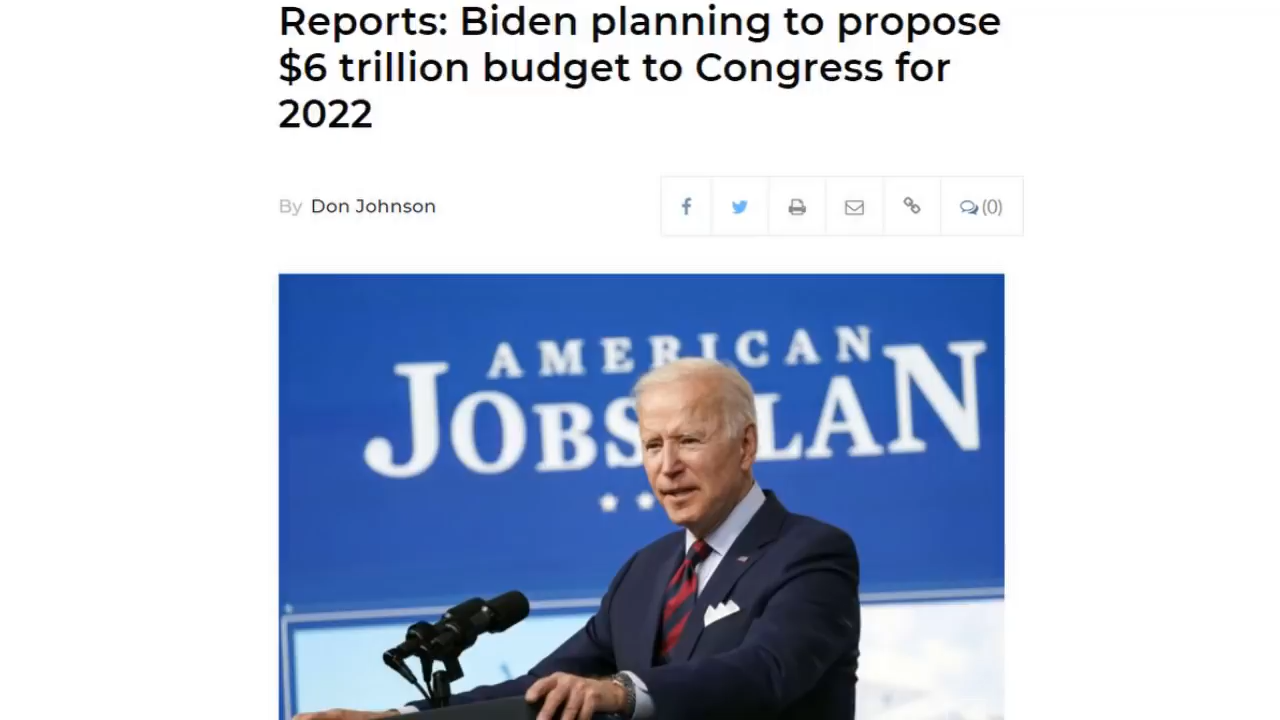 Reports: Biden planning to propose
$6 trillion budget to Congress for
2022
By Don Johnson
(0)
AMERICAN
JOBS LAN